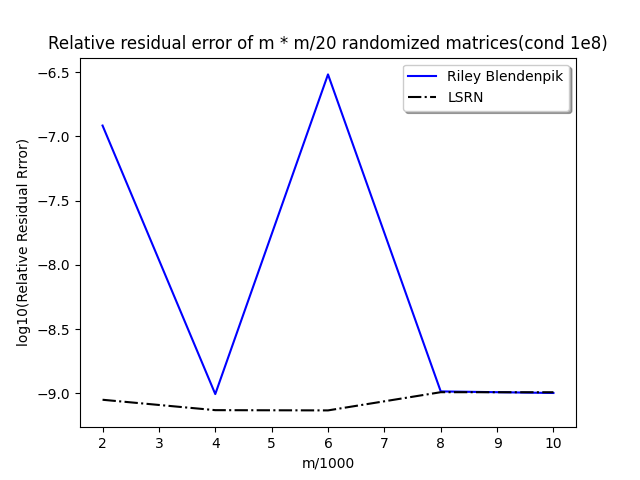 Relative residual error of m * m/20 randomized matrices(cond 1e8)
−6.5
−7.0
−7.5
−8.0
−8.5
−9.0
log10(Relative Residual Rrror)
Riley Blendenpik
LSRN
2 3 4 5 6 7 8 9 10
m/1000